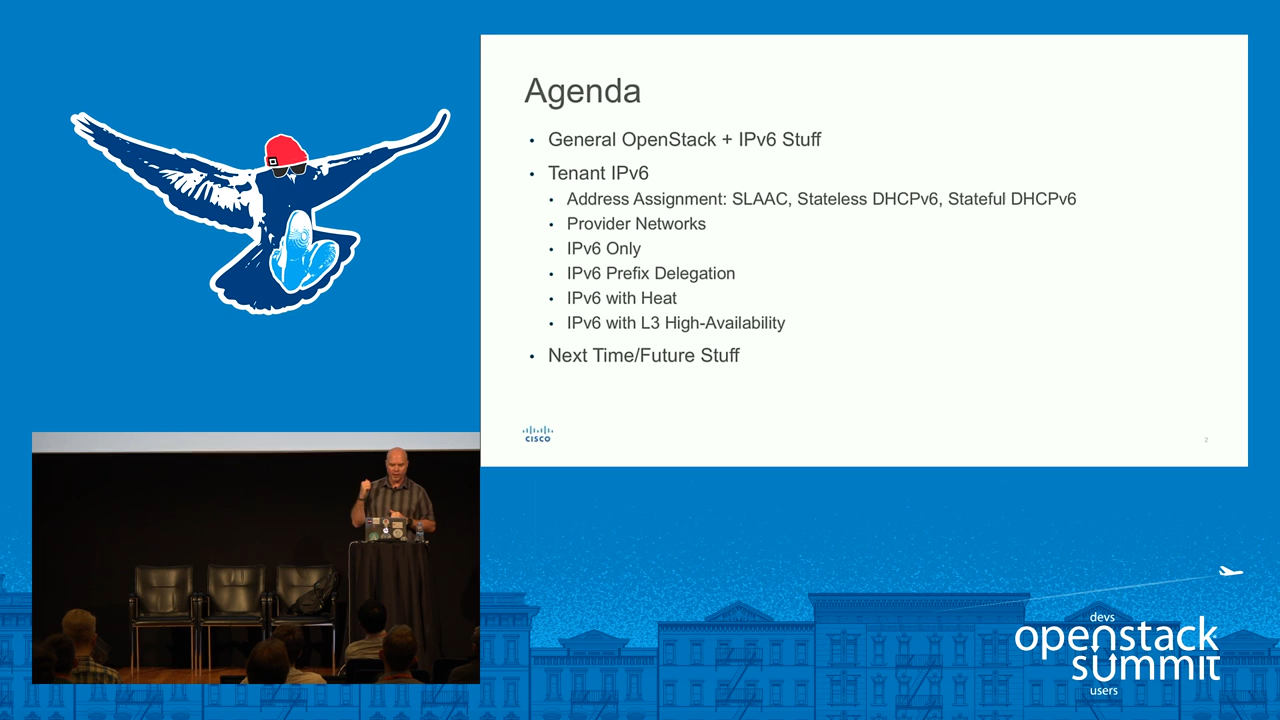 Agenda
• General OpenStack + IPv6 Stuff
• Tenant IPv6
• Address Assignment: SLAAC, Stateless DHCPv6, Stateful DHCPv6
• Provider Networks
• IPv6 Only
• IPv6 Prefix Delegation
• IPv6 with Heat
• IPv6 with L3 High-Availability
• Next Time/Future Stuff
CISCO
2
devs
openstack
summit
users